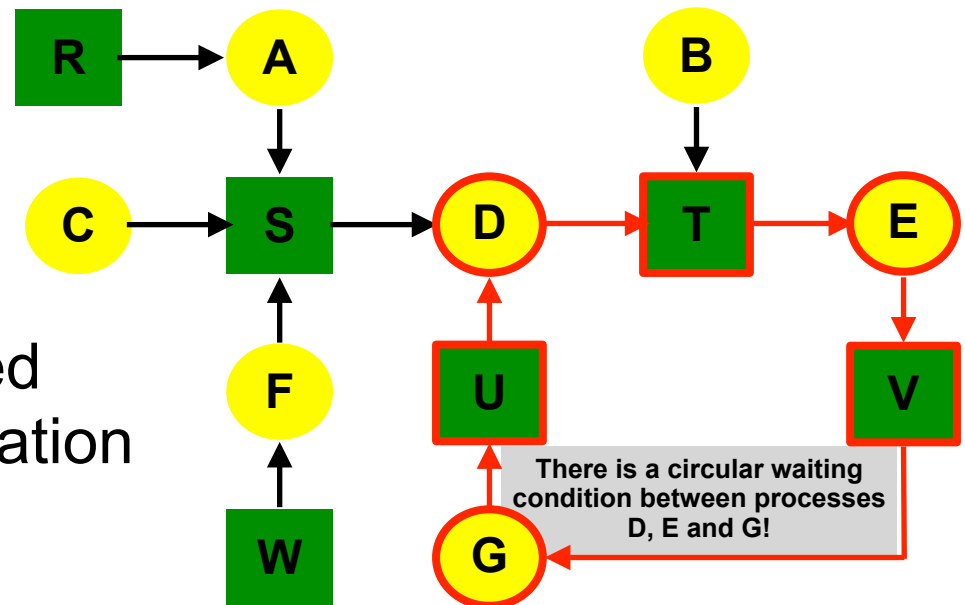 R
A
B
C
S
D
T
E
ed
ation
F
U
V
There is a circular waiting
condition between processes
D, E and G!
W
G